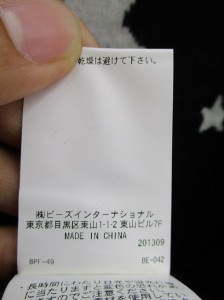 乾燥は避けて下さい。
㈱ビーズインターナショナル
東京都目黒区東山1-1-2 東山ビル7F
MADE IN CHINA
201309
BPF-49 BE-042